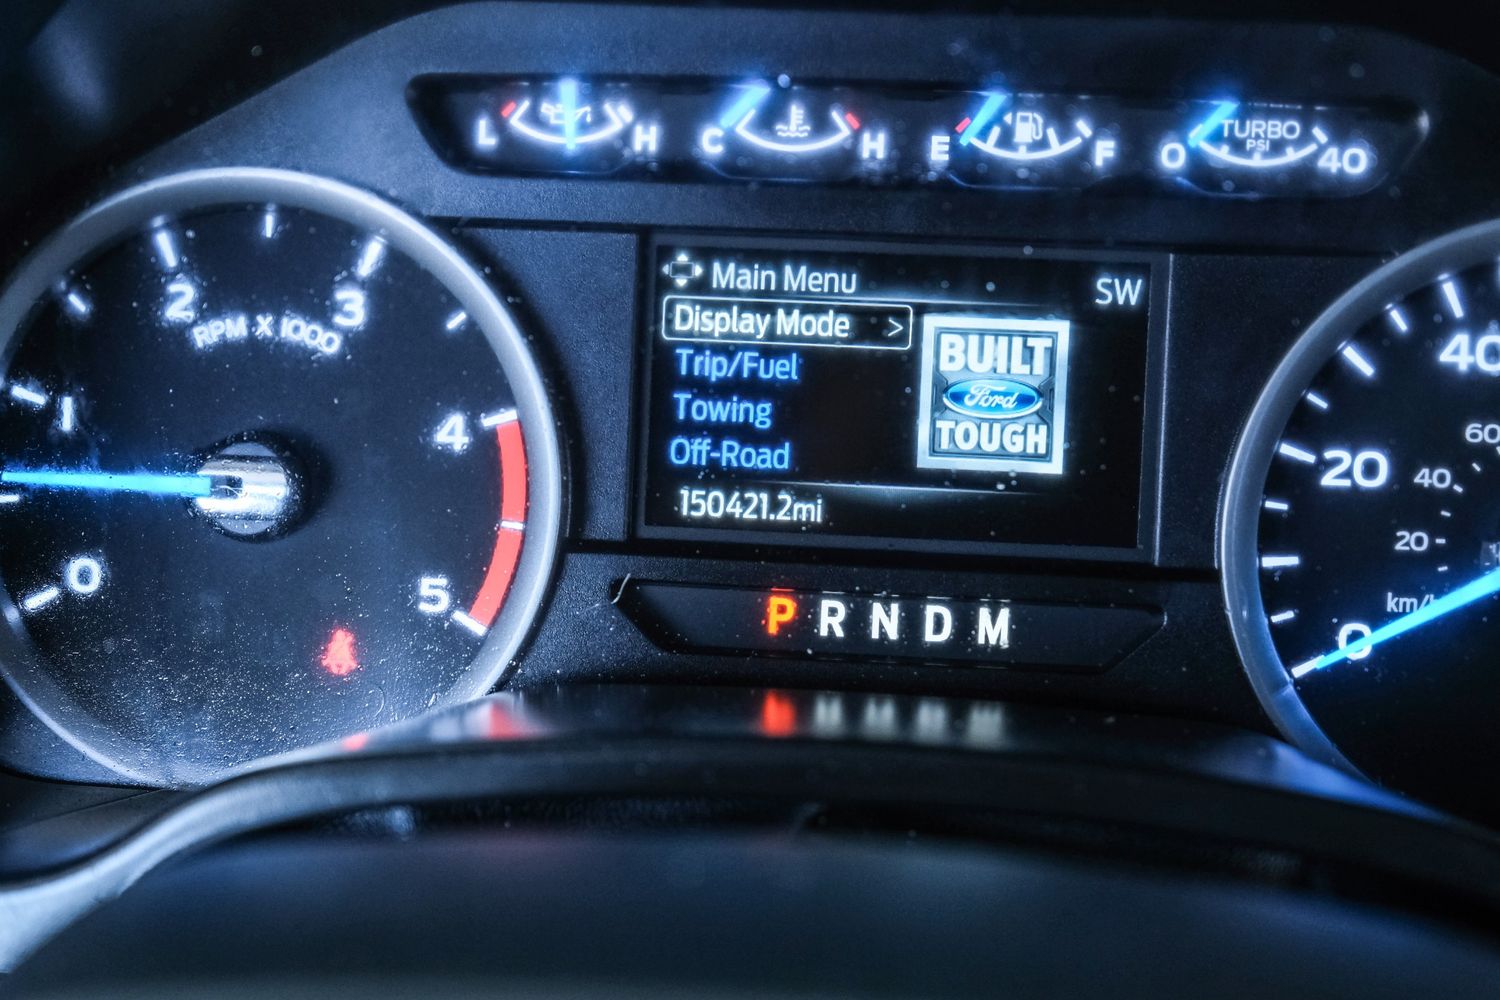 L H C H E F 0 TURBO 40
PSI
Main Menu SW
Display Mode >
Trip/Fuel
Towing
Off-Road
150421.2mi
BUILT
Ford
TOUGH
P R N D M
0 1 2 3 4 5
RPM X 1000
0 20 40
20 40 60